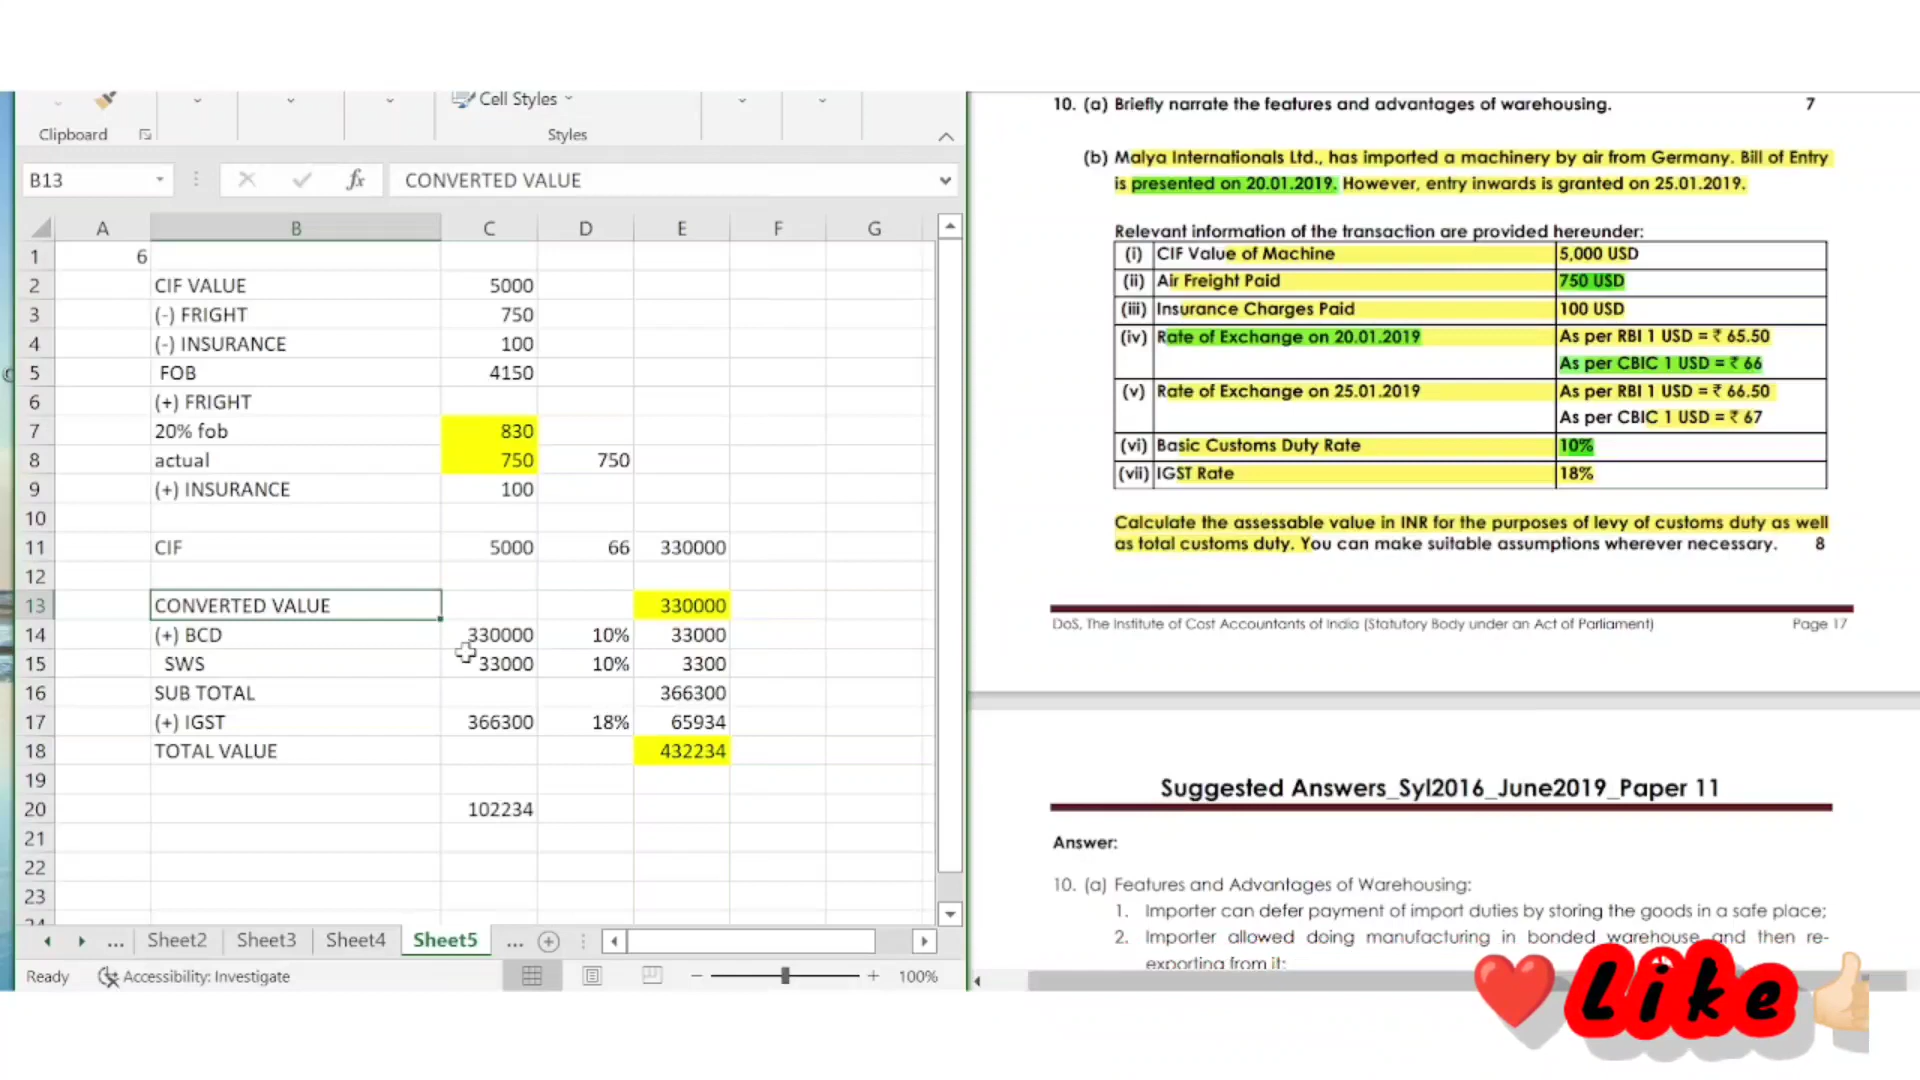 Cell Styles
Clipboard
Styles
B13
fx
CONVERTED VALUE
A B C D E F G
1 6
2 CIF VALUE 5000
3 (-) FRIGHT 750
4 (-) INSURANCE 100
5 FOB 4150
6 (+) FRIGHT
7 20% fob 830
8 actual 750 750
9 (+) INSURANCE 100
10
11 CIF 5000 66 330000
12
13 CONVERTED VALUE 330000
14 (+) BCD 330000 10% 33000
15 SWS 33000 10% 3300
16 SUB TOTAL 366300
17 (+) IGST 366300 18% 65934
18 TOTAL VALUE 432234
19
20 102234
21
22
23
24
... Sheet2 Sheet3 Sheet4 Sheet5 ...
Ready Accessibility: Investigate 100%
10. (a) Briefly narrate the features and advantages of warehousing. 7
(b) Malya Internationals Ltd., has imported a machinery by air from Germany. Bill of Entry
is presented on 20.01.2019. However, entry inwards is granted on 25.01.2019.
Relevant information of the transaction are provided hereunder:
(i) CIF Value of Machine 5,000 USD
(ii) Air Freight Paid 750 USD
(iii) Insurance Charges Paid 100 USD
(iv) Rate of Exchange on 20.01.2019 As per RBI 1 USD = ₹ 65.50
As per CBIC 1 USD = ₹ 66
(v) Rate of Exchange on 25.01.2019 As per RBI 1 USD = ₹ 66.50
As per CBIC 1 USD = ₹ 67
(vi) Basic Customs Duty Rate 10%
(vii) IGST Rate 18%
Calculate the assessable value in INR for the purposes of levy of customs duty as well
as total customs duty. You can make suitable assumptions wherever necessary. 8
DoS, The Institute of Cost Accountants of India (Statutory Body under an Act of Parliament) Page 17
Suggested Answers_Syl2016_June2019_Paper 11
Answer:
10. (a) Features and Advantages of Warehousing:
1. Importer can defer payment of import duties by storing the goods in a safe place;
2. Importer allowed doing manufacturing in bonded warehouse and then re-
exporting from it;
Like